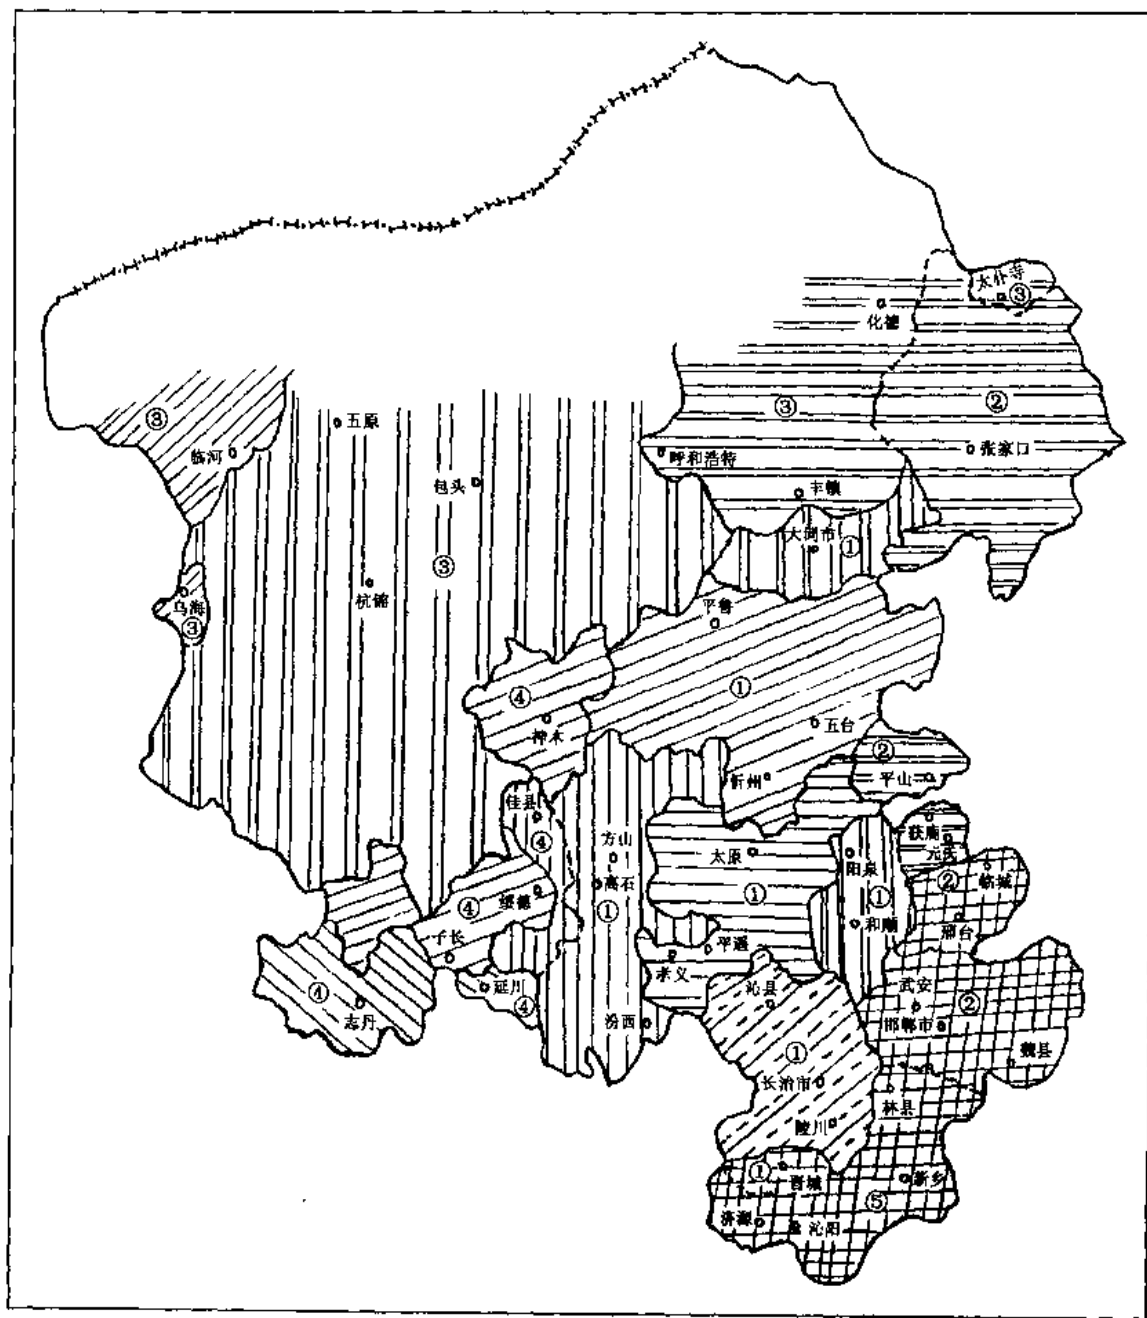 太仆寺
③
化德
③
②
③
五原
临河
呼和浩特
张家口
包头
丰镇
大同市
①
③
杭锦
乌海
③
平鲁
④
①
神木
五台
②
忻州
平山
佳县
④
方山
太原
阳泉
获鹿
元氏
②
临城
离石
①
①
①
绥德
④
和顺
邢台
子长
平遥
孝义
④
志丹
延川
④
沁县
武安
②
汾西
邯郸市
①
魏县
长治市
林县
陵川
①
晋城
新乡
⑤
济源
沁阳